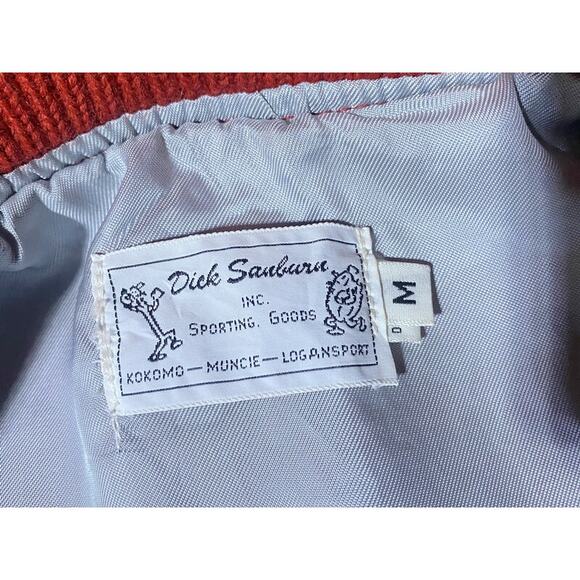 Dick Sanburn
INC.
SPORTING. GOODS
KOKOMO — MUNCIE — LOGANSPORT
M